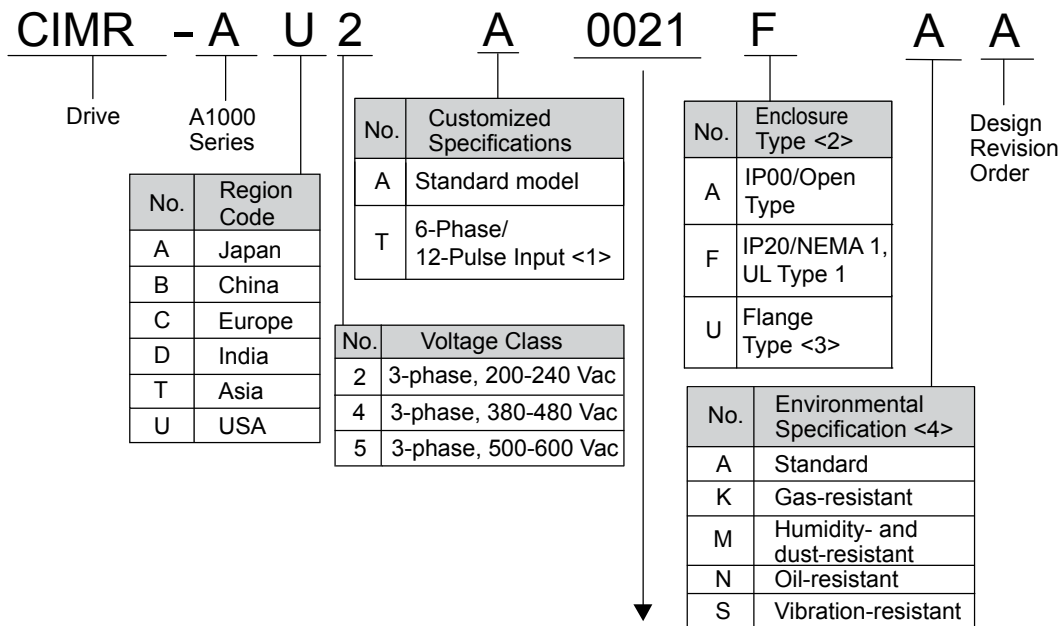 CIMR - A U 2 A 0021 F A A
Drive
A1000
Series
Design
Revision
Order
No. Region
Code
A Japan
B China
C Europe
D India
T Asia
U USA
No. Customized
Specifications
A Standard model
T 6-Phase/
12-Pulse Input <1>
No. Voltage Class
2 3-phase, 200-240 Vac
4 3-phase, 380-480 Vac
5 3-phase, 500-600 Vac
No. Enclosure
Type <2>
A IP00/Open
Type
F IP20/NEMA 1,
UL Type 1
U Flange
Type <3>
No. Environmental
Specification <4>
A Standard
K Gas-resistant
M Humidity- and
dust-resistant
N Oil-resistant
S Vibration-resistant